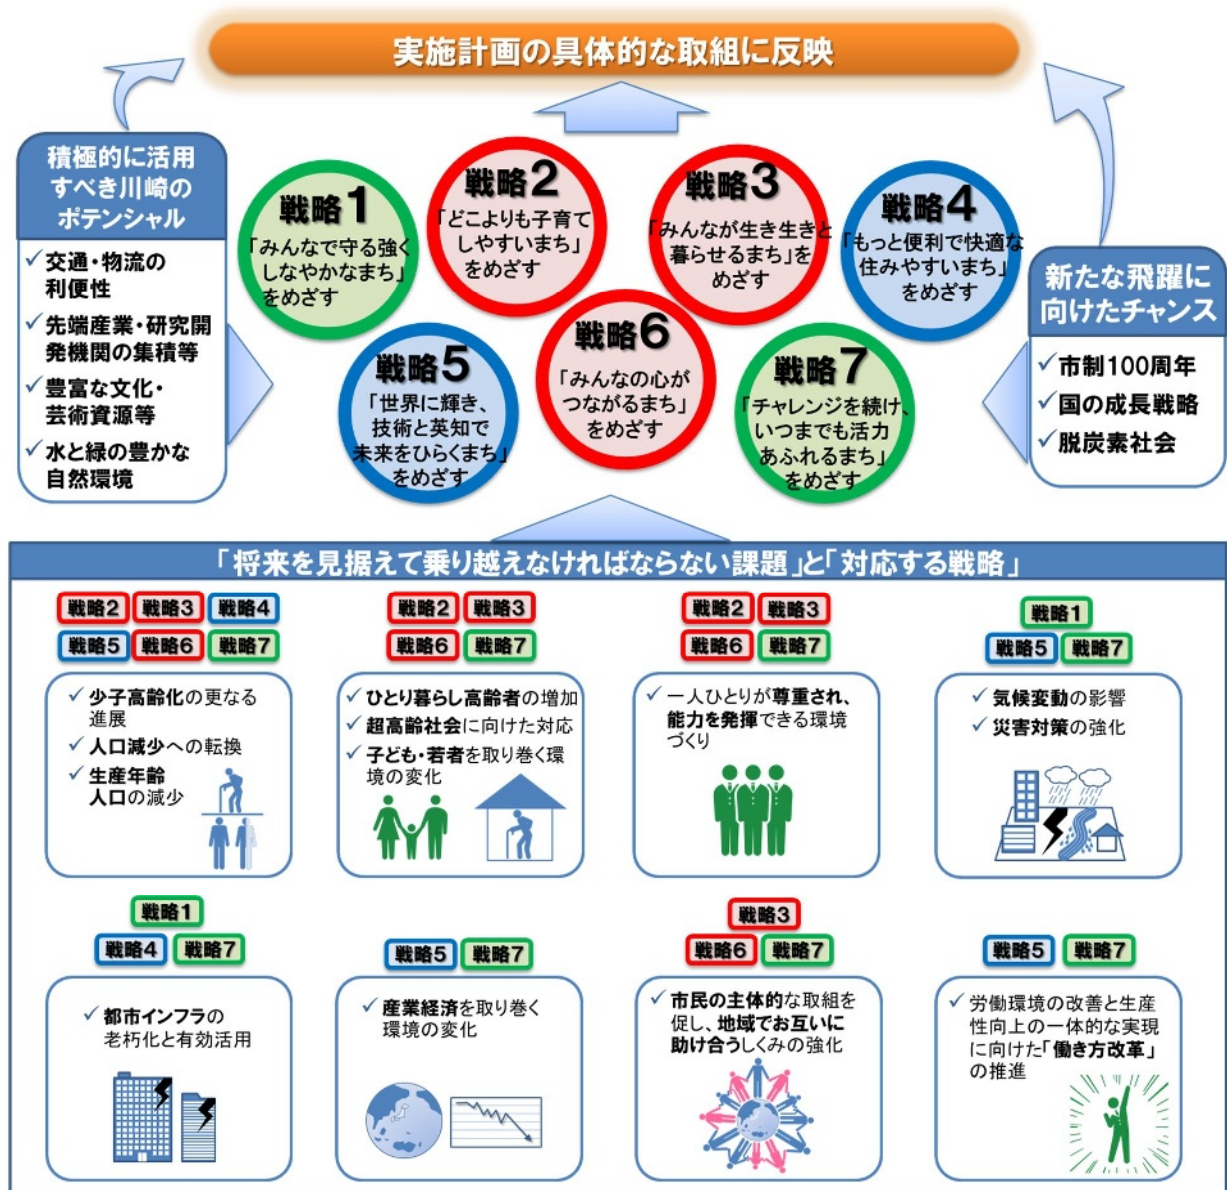 実施計画の具体的な取組に反映
積極的に活用
すべき川崎の
ポテンシャル
✓交通・物流の
利便性
✓先端産業・研究開
発機関の集積等
✓豊富な文化・
芸術資源等
✓水と緑の豊かな
自然環境
戦略1
「みんなで守る強く
しなやかなまち」
をめざす
戦略2
「どこよりも子育て
しやすいまち」
をめざす
戦略3
「みんなが生き生きと
暮らせるまち」を
めざす
戦略4
「もっと便利で快適な
住みやすいまち」
をめざす
戦略5
「世界に輝き、
技術と英知で
未来をひらくまち」
をめざす
戦略6
「みんなの心が
つながるまち」
をめざす
戦略7
「チャレンジを続け、
いつまでも活力
あふれるまち」
をめざす
新たな飛躍に
向けたチャンス
✓市制100周年
✓国の成長戦略
✓脱炭素社会
「将来を見据えて乗り越えなければならない課題」と「対応する戦略」
戦略2 戦略3 戦略4
戦略5 戦略6 戦略7
✓少子高齢化の更なる
進展
✓人口減少への転換
✓生産年齢
人口の減少
戦略2 戦略3
戦略6 戦略7
✓ひとり暮らし高齢者の増加
✓超高齢社会に向けた対応
✓子ども・若者を取り巻く環
境の変化
戦略2 戦略3
戦略6 戦略7
✓一人ひとりが尊重され、
能力を発揮できる環境
づくり
戦略1
戦略5 戦略7
✓気候変動の影響
✓災害対策の強化
戦略1
戦略4 戦略7
✓都市インフラの
老朽化と有効活用
戦略5 戦略7
✓産業経済を取り巻く
環境の変化
戦略3
戦略6 戦略7
✓市民の主体的な取組を
促し、地域でお互いに
助け合うしくみの強化
戦略5 戦略7
✓労働環境の改善と生産
性向上の一体的な実現
に向けた「働き方改革」
の推進